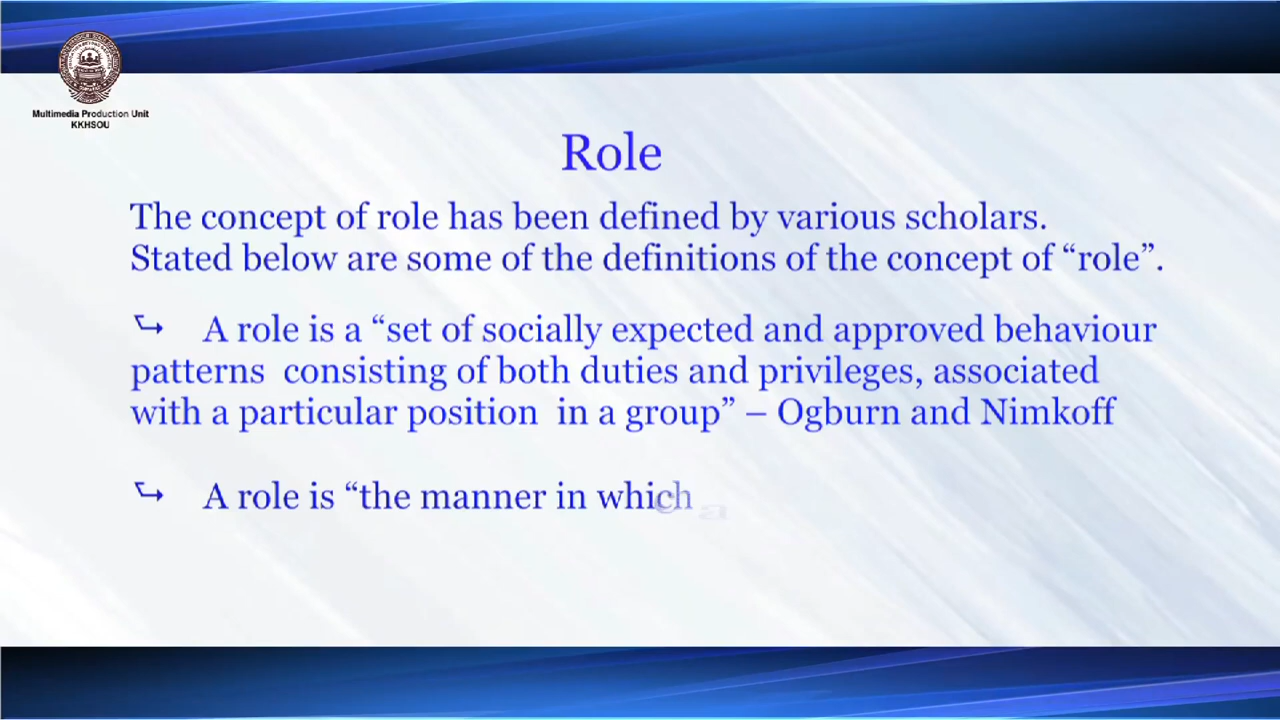 Multimedia Production Unit
KKHSOU
Role
The concept of role has been defined by various scholars.
Stated below are some of the definitions of the concept of “role”.
A role is a “set of socially expected and approved behaviour
patterns consisting of both duties and privileges, associated
with a particular position in a group” – Ogburn and Nimkoff
A role is “the manner in which a